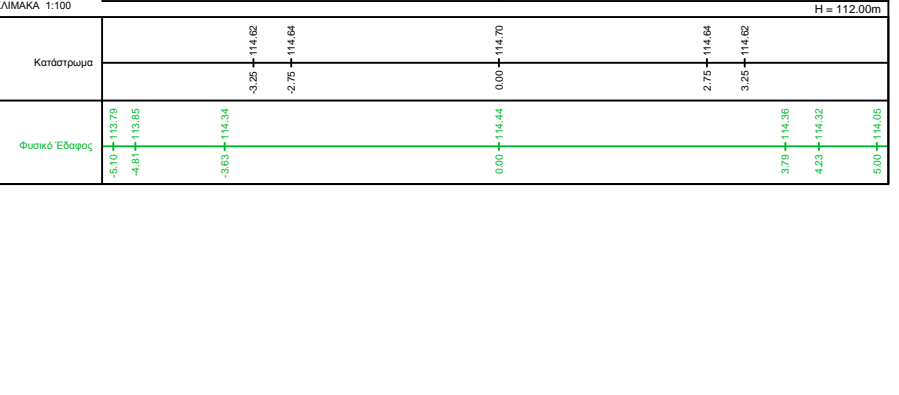 ΛΙΜΑΚΑ 1:100
H = 112.00m
Κατάστρωμα
114.62 114.64 114.70 114.64 114.62
-3.25 -2.75 0.00 2.75 3.25
Φυσικό Έδαφος
113.79 113.85 114.34 114.44 114.36 114.32 114.05
-5.10 -4.81 -3.63 0.00 3.79 4.23 5.00